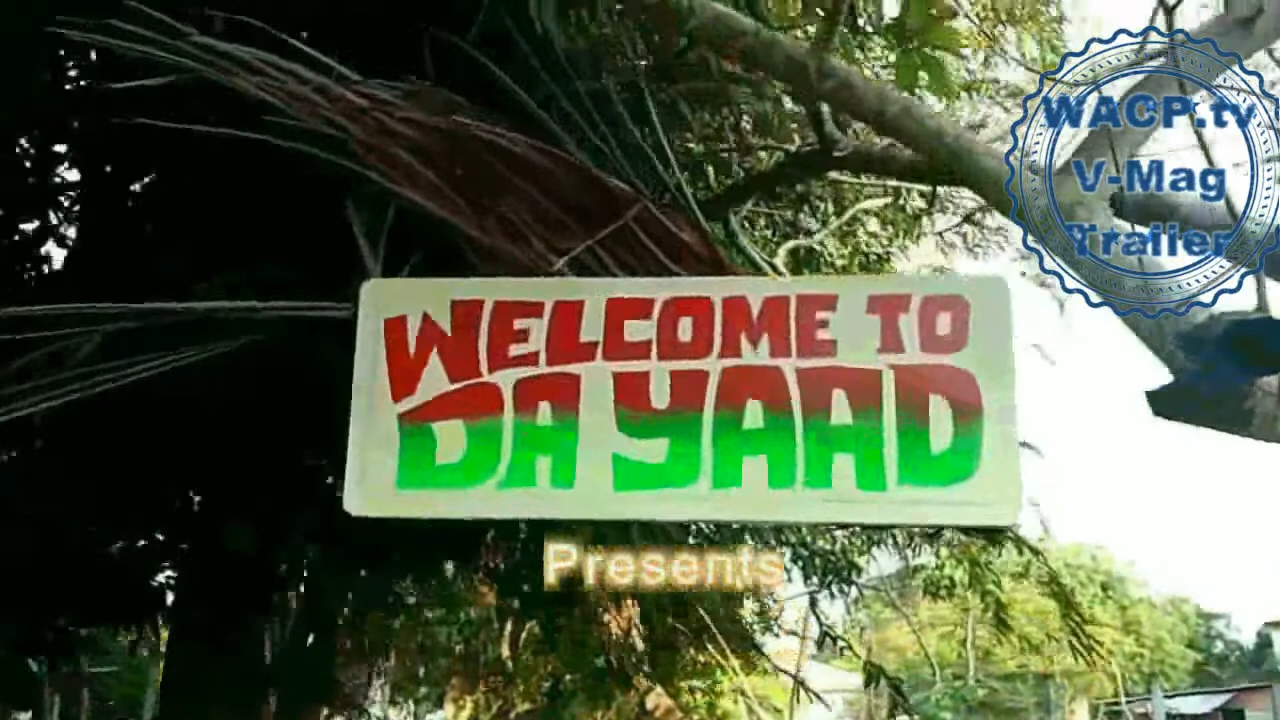 WACP.tv
V-Mag
Trailer
WELCOME TO
DA YAAD
Presents